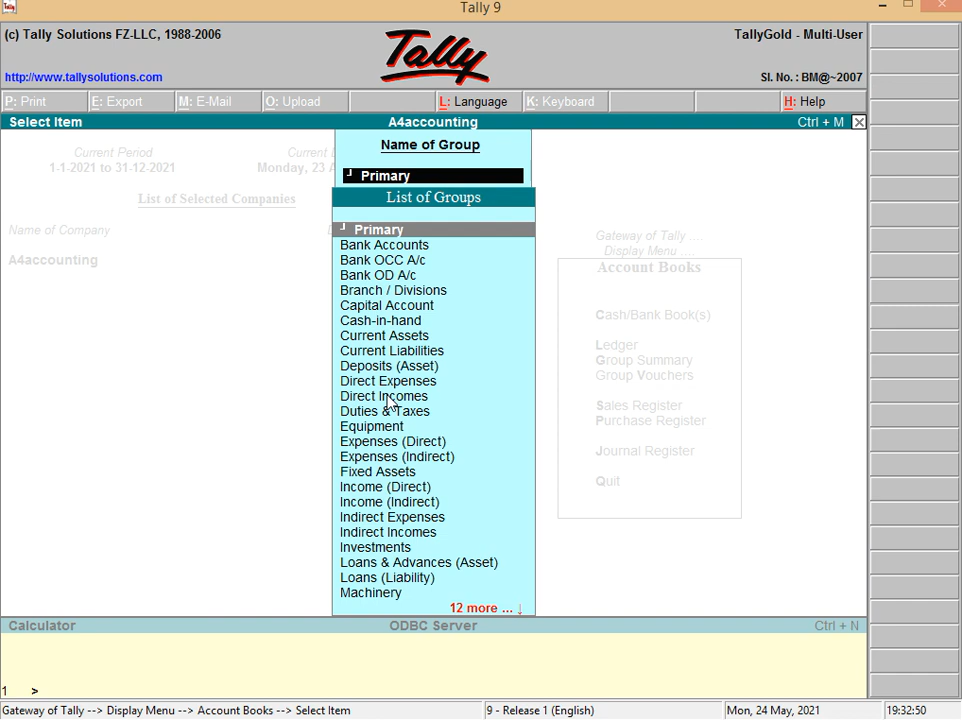 Tally 9
(c) Tally Solutions FZ-LLC, 1988-2006
TallyGold - Multi-User
Tally
http://www.tallysolutions.com
Sl. No. : BM@~2007
P: Print
E: Export
M: E-Mail
O: Upload
L: Language
K: Keyboard
H: Help
Select Item
A4accounting
Ctrl + M
Current Period
1-1-2021 to 31-12-2021
Monday, 23
List of Selected Companies
Name of Company
A4accounting
Name of Group
Primary
List of Groups
Primary
Bank Accounts
Bank OCC A/c
Bank OD A/c
Branch / Divisions
Capital Account
Cash-in-hand
Current Assets
Current Liabilities
Deposits (Asset)
Direct Expenses
Direct Incomes
Duties & Taxes
Equipment
Expenses (Direct)
Expenses (Indirect)
Fixed Assets
Income (Direct)
Income (Indirect)
Indirect Expenses
Indirect Incomes
Investments
Loans & Advances (Asset)
Loans (Liability)
Machinery
12 more ... ↓
Gateway of Tally ....
Display Menu ....
Account Books
Cash/Bank Book(s)
Ledger
Group Summary
Group Vouchers
Sales Register
Purchase Register
Journal Register
Quit
Calculator
ODBC Server
Ctrl + N
1 >
Gateway of Tally --> Display Menu --> Account Books --> Select Item
9 - Release 1 (English)
Mon, 24 May, 2021
19:32:50